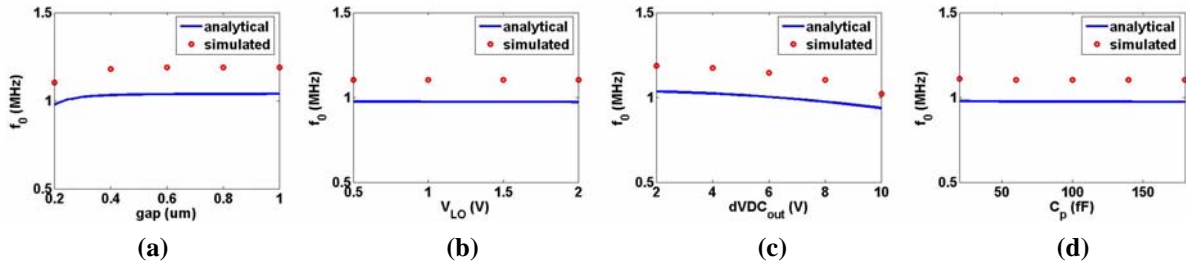 1.5
1
0.5
f0 (MHz)
analytical
simulated
0.2 0.4 0.6 0.8 1
gap (um)
(a)
1.5
1
0.5
f0 (MHz)
analytical
simulated
0.5 1 1.5 2
VLO (V)
(b)
1.5
1
0.5
f0 (MHz)
analytical
simulated
2 4 6 8 10
dVDCout (V)
(c)
1.5
1
0.5
f0 (MHz)
analytical
simulated
50 100 150
Cp (fF)
(d)